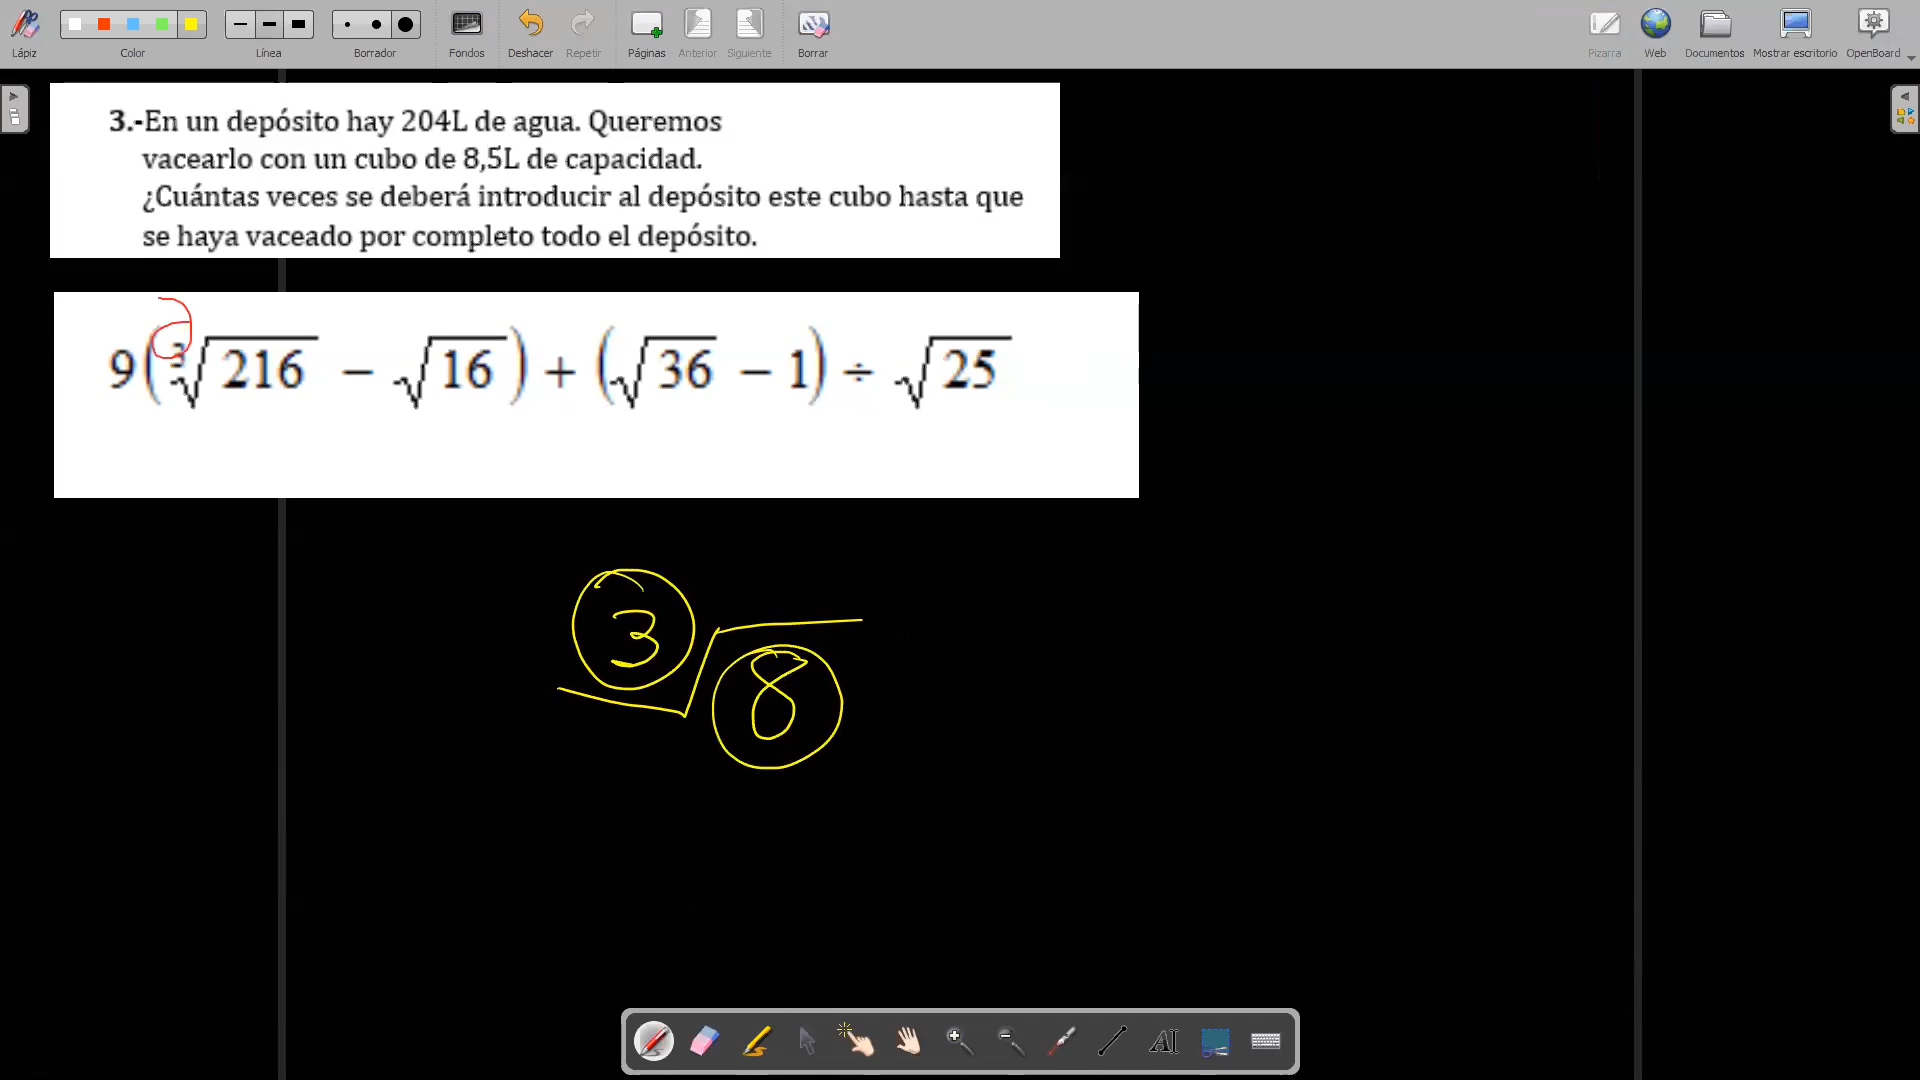 Lápiz Color Línea Borrador Fondos Deshacer Repetir Páginas Anterior Siguiente Borrar Pizarra Web Documentos Mostrar escritorio OpenBoard
3.-En un depósito hay 204L de agua. Queremos
vacearlo con un cubo de 8,5L de capacidad.
¿Cuántas veces se deberá introducir al depósito este cubo hasta que
se haya vaceado por completo todo el depósito.
9(∛216 − √16) + (√36 − 1) ÷ √25
3√8
AI